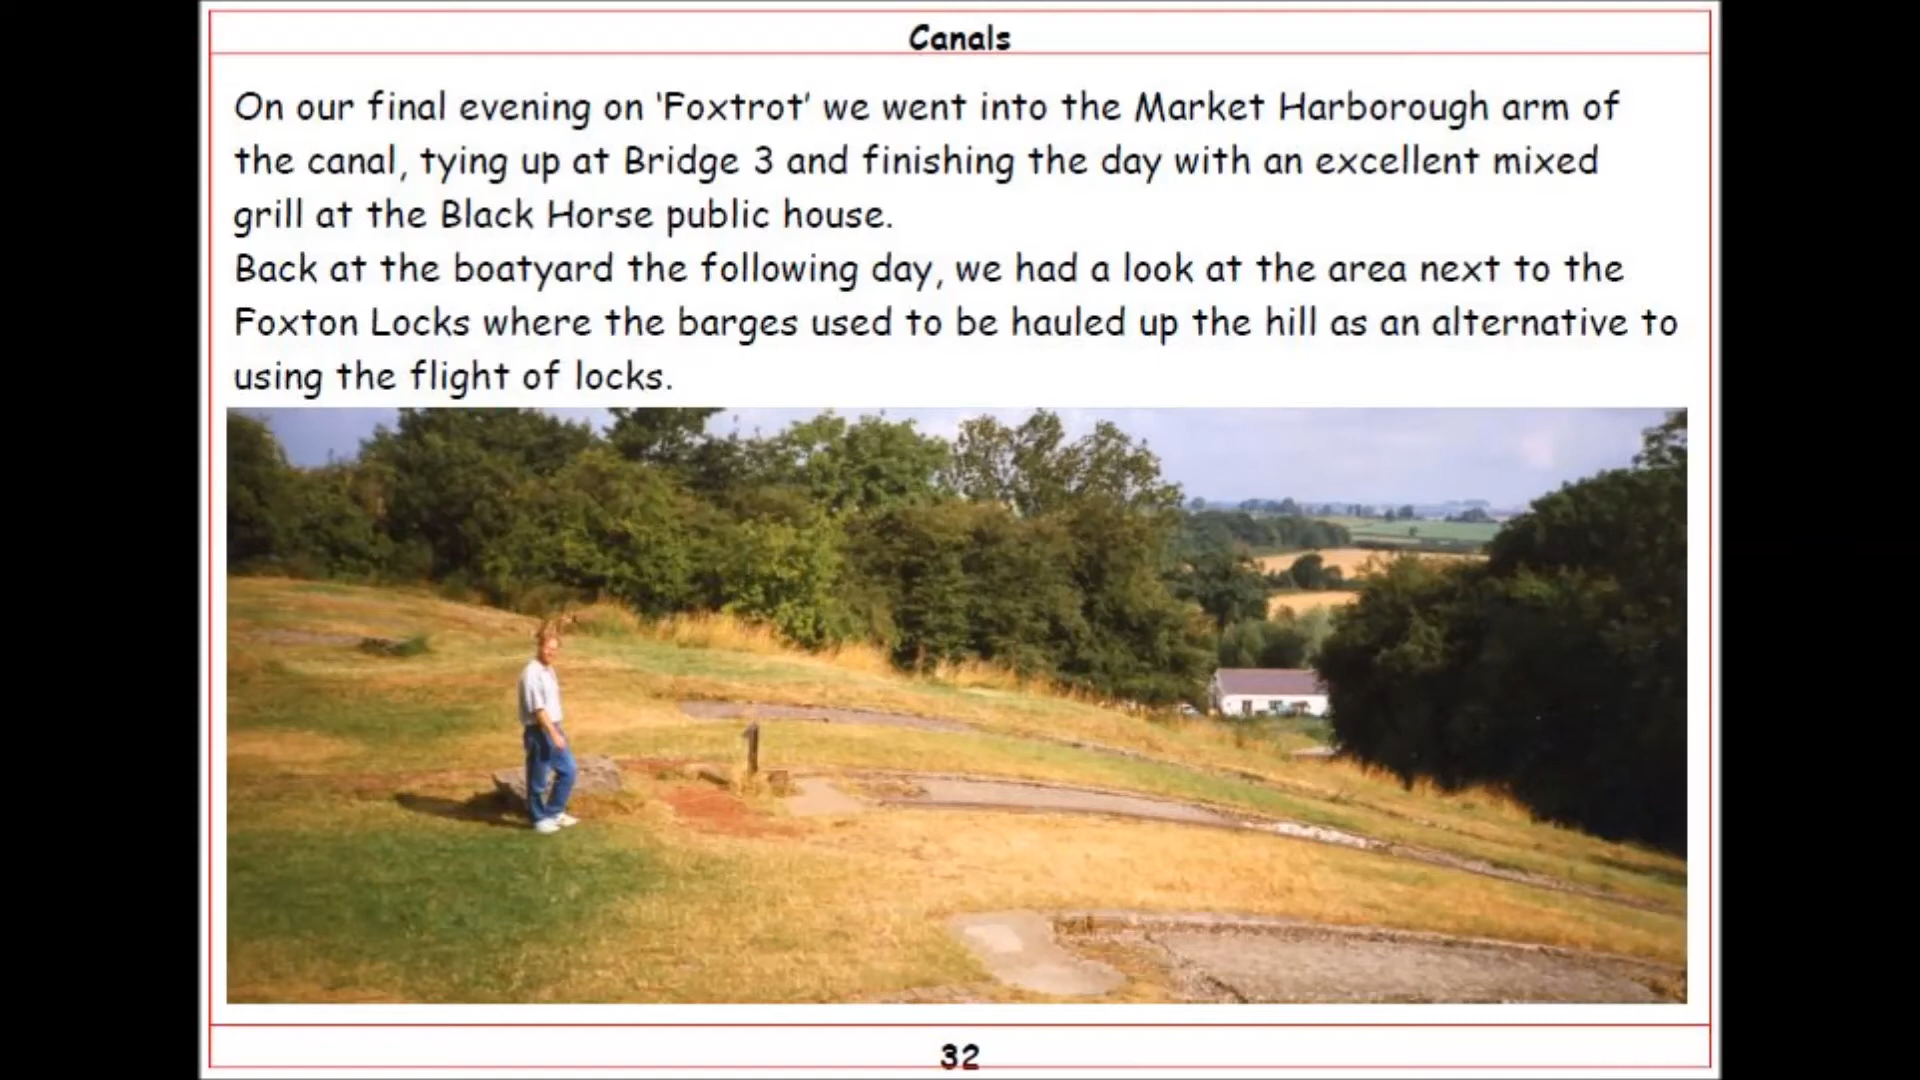 Canals
On our final evening on ‘Foxtrot’ we went into the Market Harborough arm of
the canal, tying up at Bridge 3 and finishing the day with an excellent mixed
grill at the Black Horse public house.
Back at the boatyard the following day, we had a look at the area next to the
Foxton Locks where the barges used to be hauled up the hill as an alternative to
using the flight of locks.
32